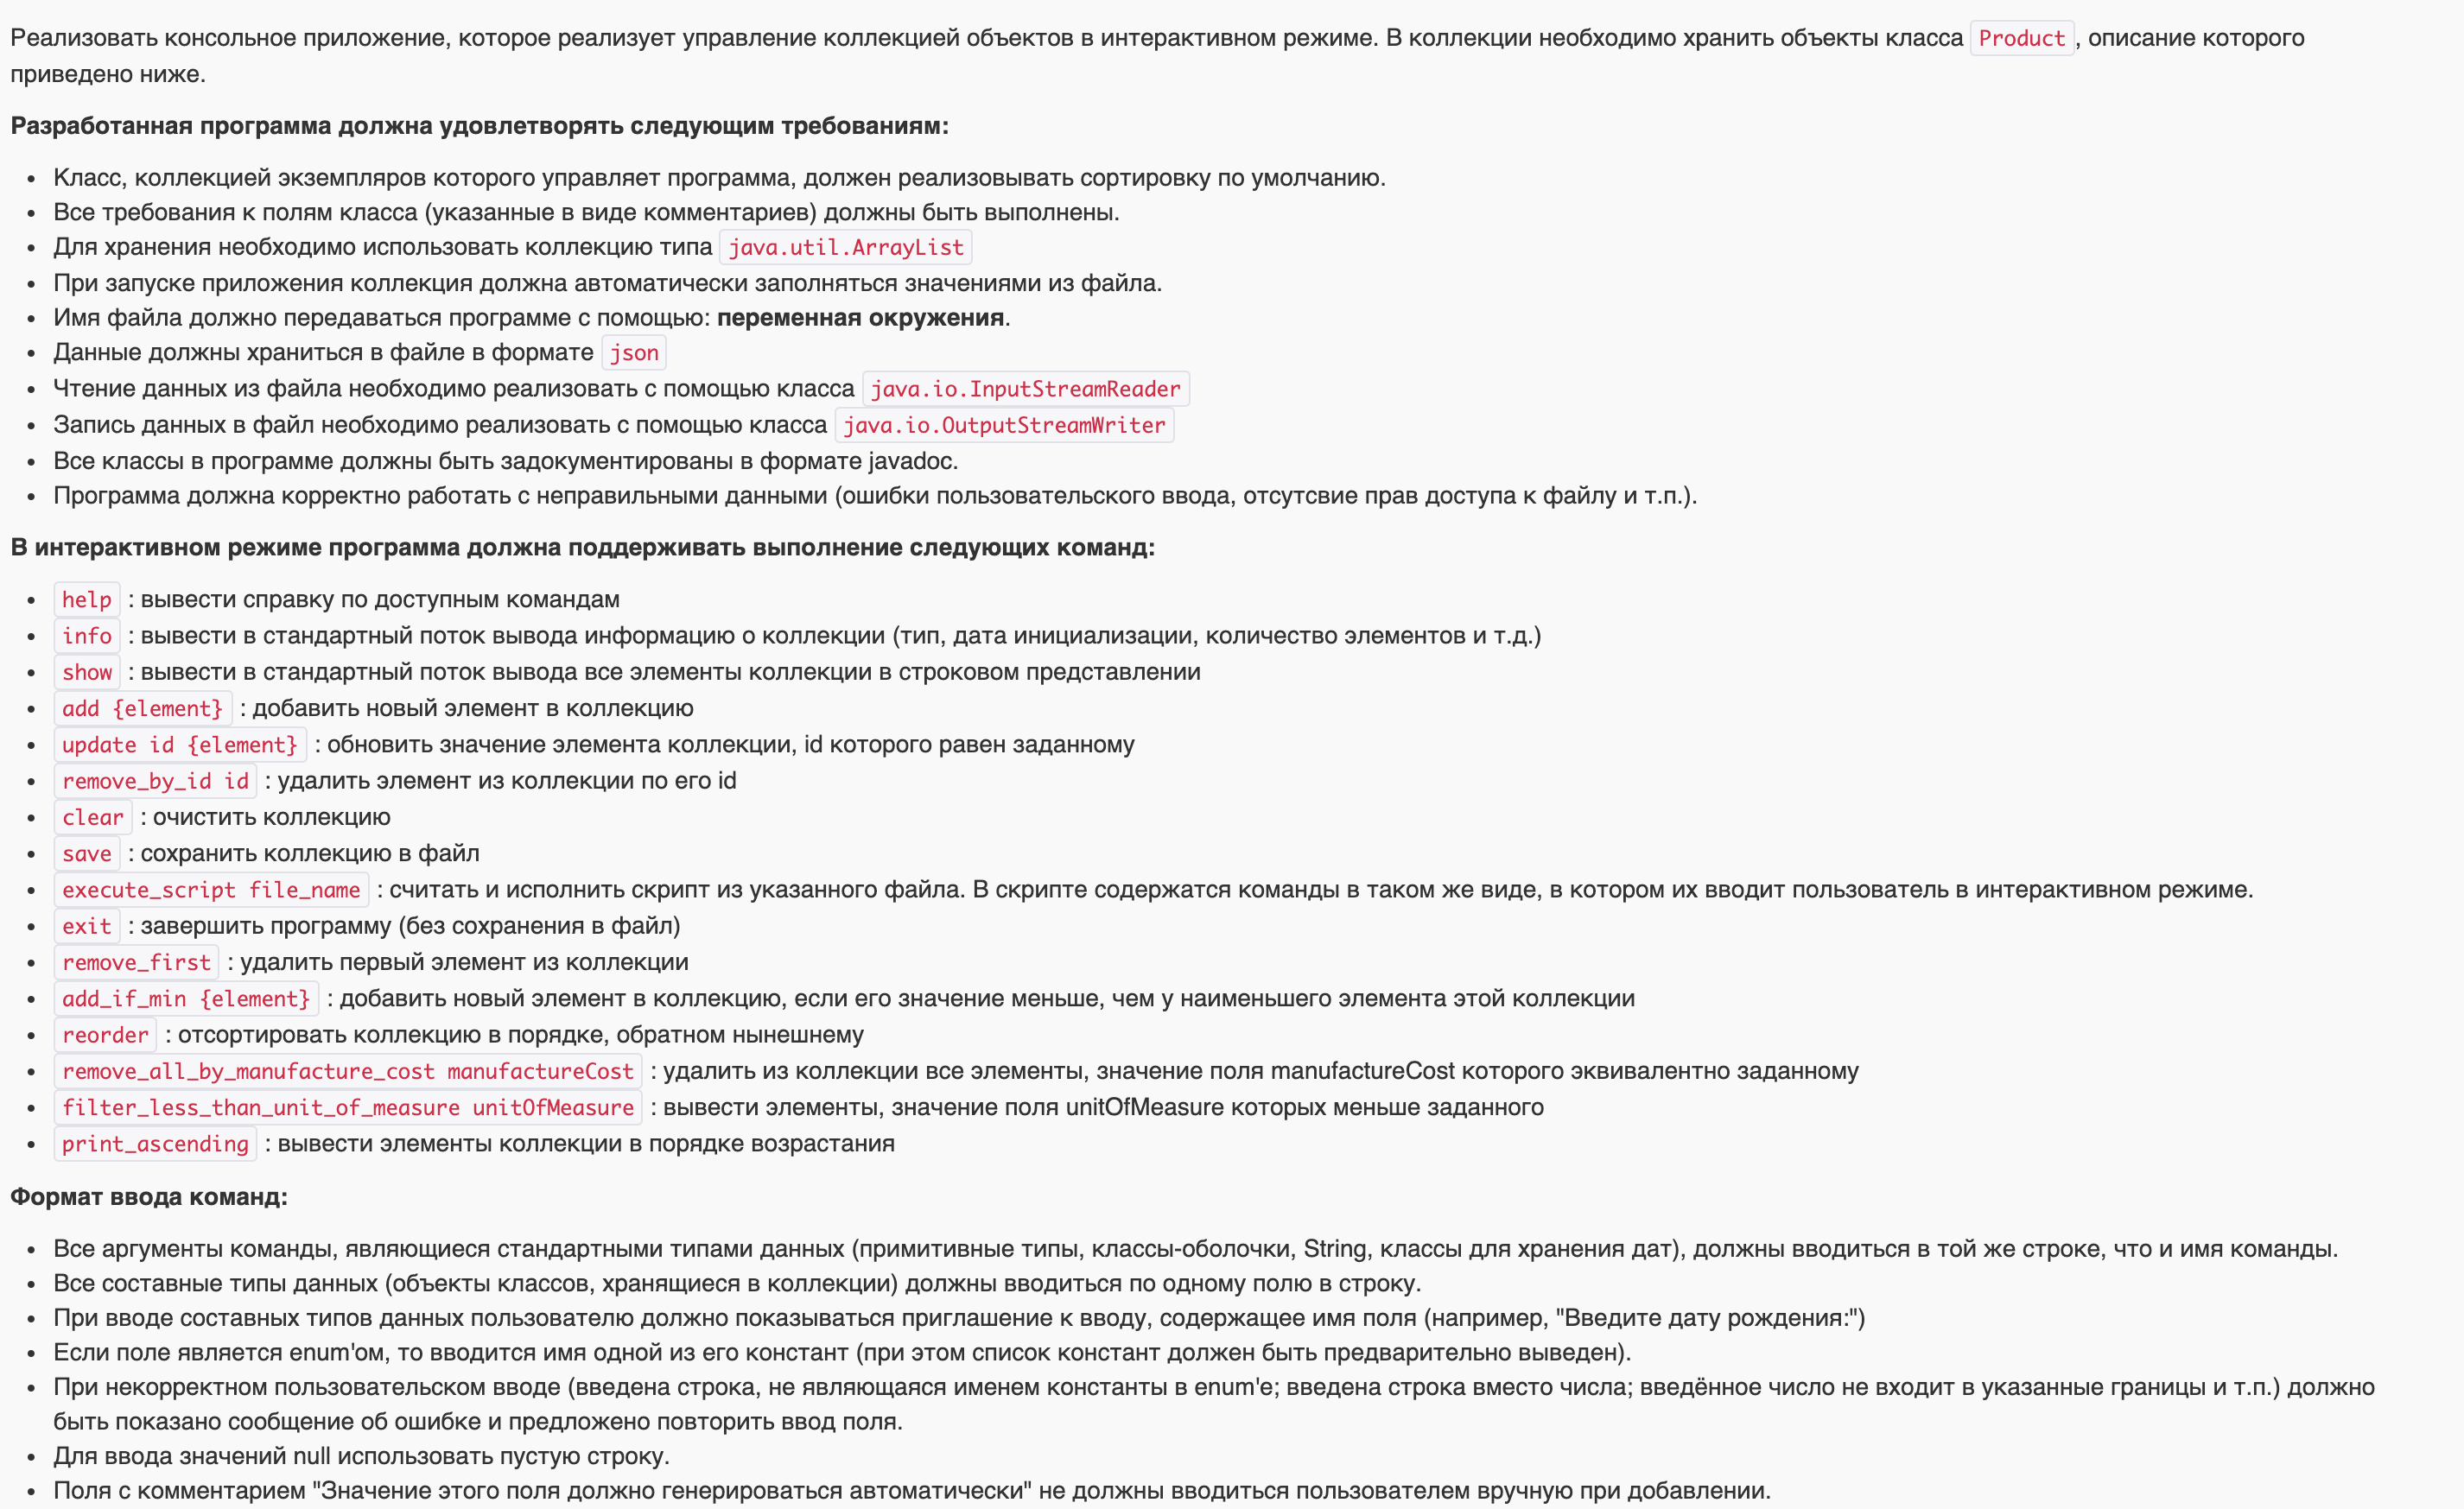 Реализовать консольное приложение, которое реализует управление коллекцией объектов в интерактивном режиме. В коллекции необходимо хранить объекты класса Product, описание которого
приведено ниже.
Разработанная программа должна удовлетворять следующим требованиям:
• Класс, коллекцией экземпляров которого управляет программа, должен реализовывать сортировку по умолчанию.
• Все требования к полям класса (указанные в виде комментариев) должны быть выполнены.
• Для хранения необходимо использовать коллекцию типа java.util.ArrayList
• При запуске приложения коллекция должна автоматически заполняться значениями из файла.
• Имя файла должно передаваться программе с помощью: переменная окружения.
• Данные должны храниться в файле в формате json
• Чтение данных из файла необходимо реализовать с помощью класса java.io.InputStreamReader
• Запись данных в файл необходимо реализовать с помощью класса java.io.OutputStreamWriter
• Все классы в программе должны быть задокументированы в формате javadoc.
• Программа должна корректно работать с неправильными данными (ошибки пользовательского ввода, отсутсвие прав доступа к файлу и т.п.).
В интерактивном режиме программа должна поддерживать выполнение следующих команд:
• help : вывести справку по доступным командам
• info : вывести в стандартный поток вывода информацию о коллекции (тип, дата инициализации, количество элементов и т.д.)
• show : вывести в стандартный поток вывода все элементы коллекции в строковом представлении
• add {element} : добавить новый элемент в коллекцию
• update id {element} : обновить значение элемента коллекции, id которого равен заданному
• remove_by_id id : удалить элемент из коллекции по его id
• clear : очистить коллекцию
• save : сохранить коллекцию в файл
• execute_script file_name : считать и исполнить скрипт из указанного файла. В скрипте содержатся команды в таком же виде, в котором их вводит пользователь в интерактивном режиме.
• exit : завершить программу (без сохранения в файл)
• remove_first : удалить первый элемент из коллекции
• add_if_min {element} : добавить новый элемент в коллекцию, если его значение меньше, чем у наименьшего элемента этой коллекции
• reorder : отсортировать коллекцию в порядке, обратном нынешнему
• remove_all_by_manufacture_cost manufactureCost : удалить из коллекции все элементы, значение поля manufactureCost которого эквивалентно заданному
• filter_less_than_unit_of_measure unitOfMeasure : вывести элементы, значение поля unitOfMeasure которых меньше заданного
• print_ascending : вывести элементы коллекции в порядке возрастания
Формат ввода команд:
• Все аргументы команды, являющиеся стандартными типами данных (примитивные типы, классы-оболочки, String, классы для хранения дат), должны вводиться в той же строке, что и имя команды.
• Все составные типы данных (объекты классов, хранящиеся в коллекции) должны вводиться по одному полю в строку.
• При вводе составных типов данных пользователю должно показываться приглашение к вводу, содержащее имя поля (например, "Введите дату рождения:")
• Если поле является enum'ом, то вводится имя одной из его констант (при этом список констант должен быть предварительно выведен).
• При некорректном пользовательском вводе (введена строка, не являющаяся именем константы в enum'е; введена строка вместо числа; введённое число не входит в указанные границы и т.п.) должно
быть показано сообщение об ошибке и предложено повторить ввод поля.
• Для ввода значений null использовать пустую строку.
• Поля с комментарием "Значение этого поля должно генерироваться автоматически" не должны вводиться пользователем вручную при добавлении.